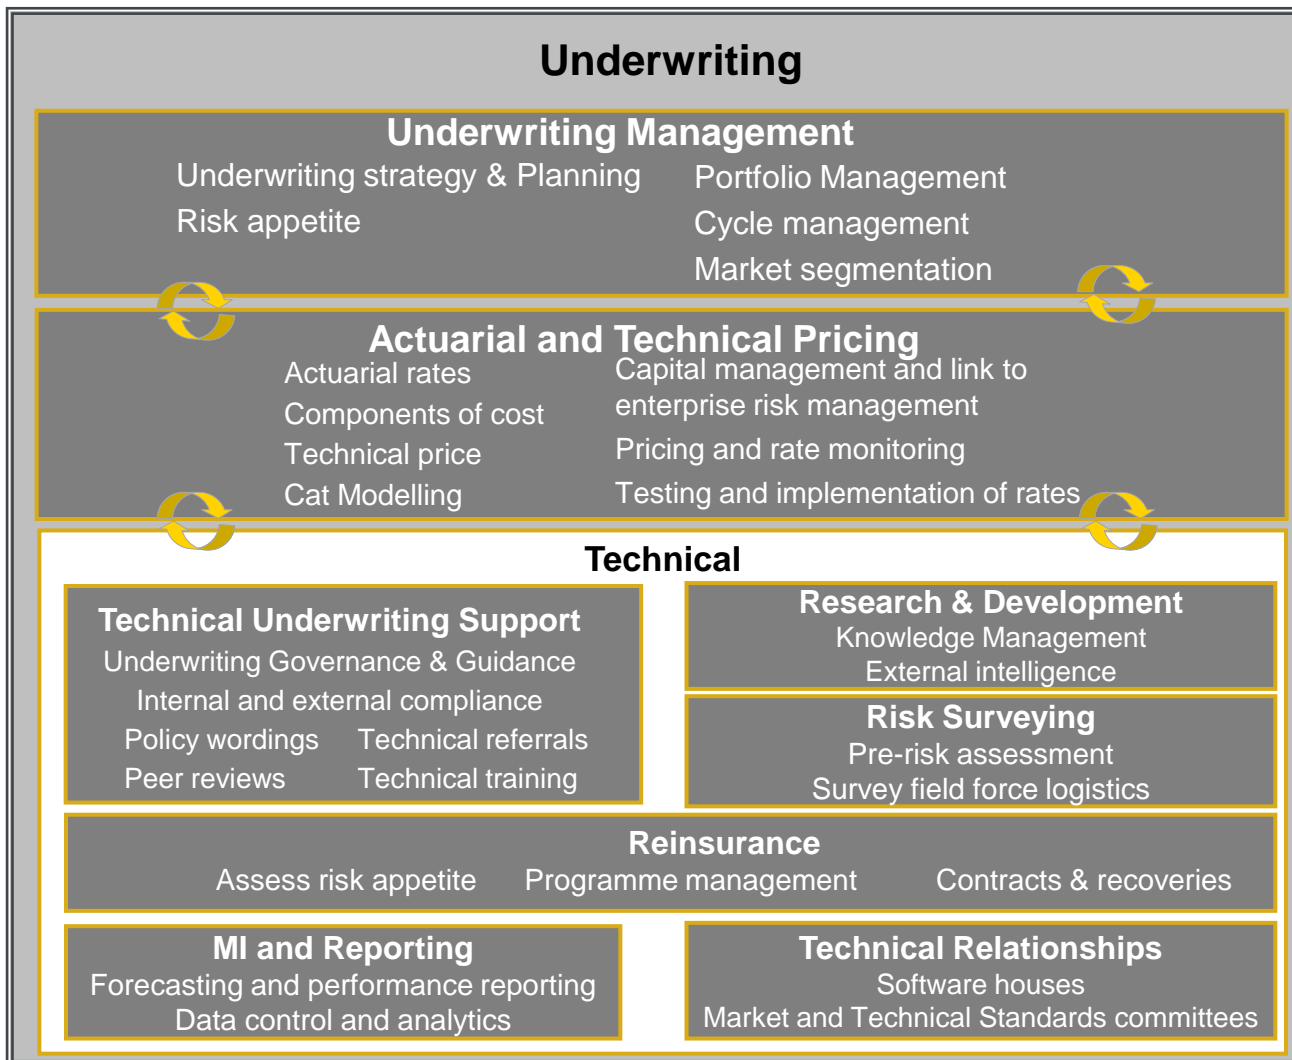 Underwriting
Underwriting Management
Underwriting strategy & Planning
Risk appetite
Portfolio Management
Cycle management
Market segmentation
Actuarial and Technical Pricing
Actuarial rates
Components of cost
Technical price
Cat Modelling
Capital management and link to
enterprise risk management
Pricing and rate monitoring
Testing and implementation of rates
Technical
Technical Underwriting Support
Underwriting Governance & Guidance
Internal and external compliance
Policy wordings Technical referrals
Peer reviews Technical training
Research & Development
Knowledge Management
External intelligence
Risk Surveying
Pre-risk assessment
Survey field force logistics
Reinsurance
Assess risk appetite Programme management Contracts & recoveries
MI and Reporting
Forecasting and performance reporting
Data control and analytics
Technical Relationships
Software houses
Market and Technical Standards committees